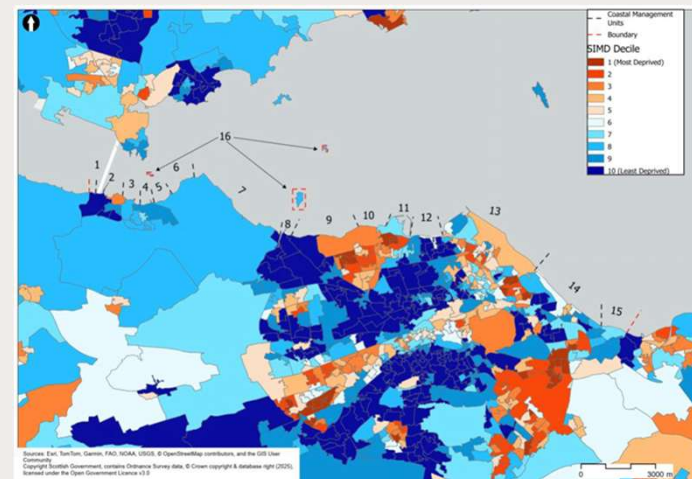 Coastal Management
Units
Boundary
SIMD Decile
1 (Most Deprived)
2
3
4
5
6
7
8
9
10 (Least Deprived)
16
1
2
3
4
5
6
7
8
9
10
11
12
13
14
15
Sources: Esri, TomTom, Garmin, FAO, NOAA, USGS, © OpenStreetMap contributors, and the GIS User
Community
Copyright Scottish Government, contains Ordnance Survey data, © Crown copyright & database right (2025),
licensed under the Open Government Licence v3.0
0
3000 m